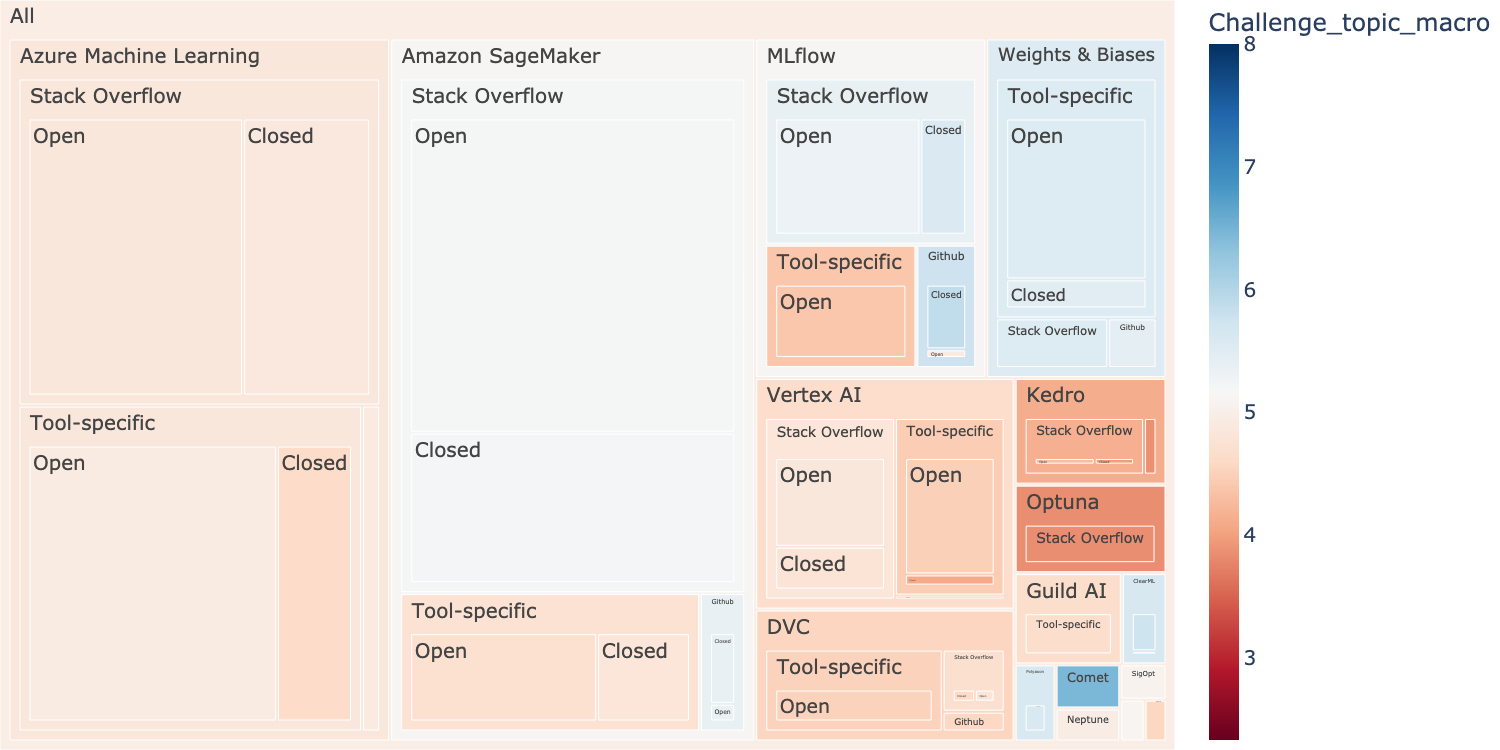 All
Azure Machine Learning
Stack Overflow
Open
Closed
Tool-specific
Open
Closed
Amazon SageMaker
Stack Overflow
Open
Closed
Tool-specific
Open
Closed
Github
Closed
Open
MLflow
Stack Overflow
Open
Closed
Tool-specific
Open
Github
Closed
Open
Weights & Biases
Tool-specific
Open
Closed
Stack Overflow
Github
Vertex AI
Stack Overflow
Open
Closed
Tool-specific
Open
DVC
Tool-specific
Open
Stack Overflow
Closed
Open
Github
Kedro
Stack Overflow
Optuna
Stack Overflow
Guild AI
Tool-specific
ClearML
Polyaxon
Comet
Neptune
SigOpt
Challenge_topic_macro
8
7
6
5
4
3